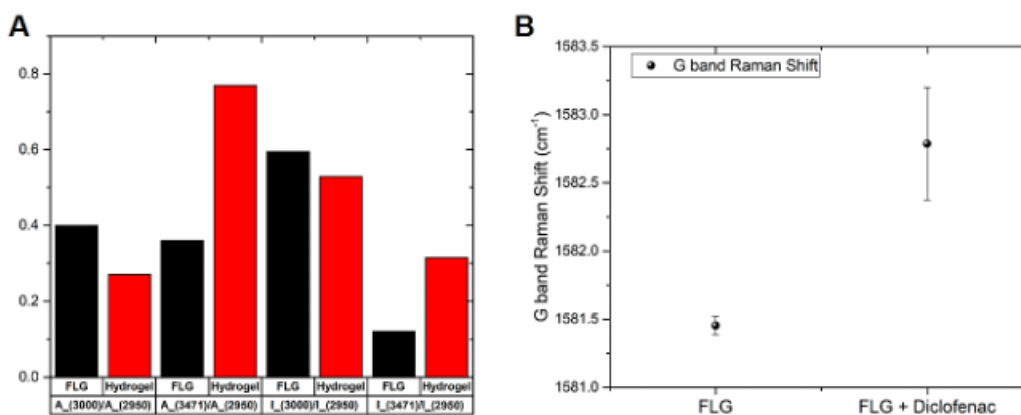 A
0.8
0.6
0.4
0.2
0.0
FLG Hydrogel FLG Hydrogel FLG Hydrogel FLG Hydrogel
A_(3000)/A_(2950) A_(3471)/A_(2950) I_(3000)/I_(2950) I_(3471)/I_(2950)
B
G band Raman Shift
G band Raman Shift (cm⁻¹)
1583.5
1583.0
1582.5
1582.0
1581.5
1581.0
FLG FLG + Diclofenac